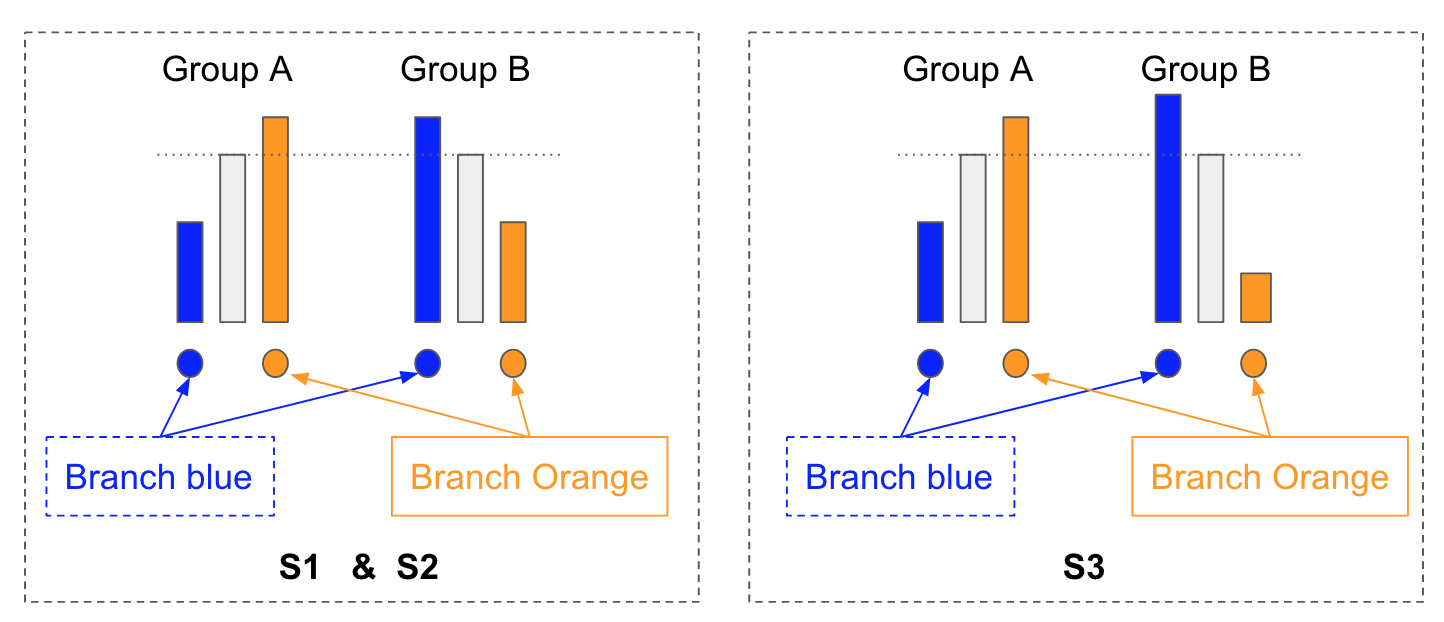 Group A
Group B
Branch blue
Branch Orange
S1 & S2
Group A
Group B
Branch blue
Branch Orange
S3